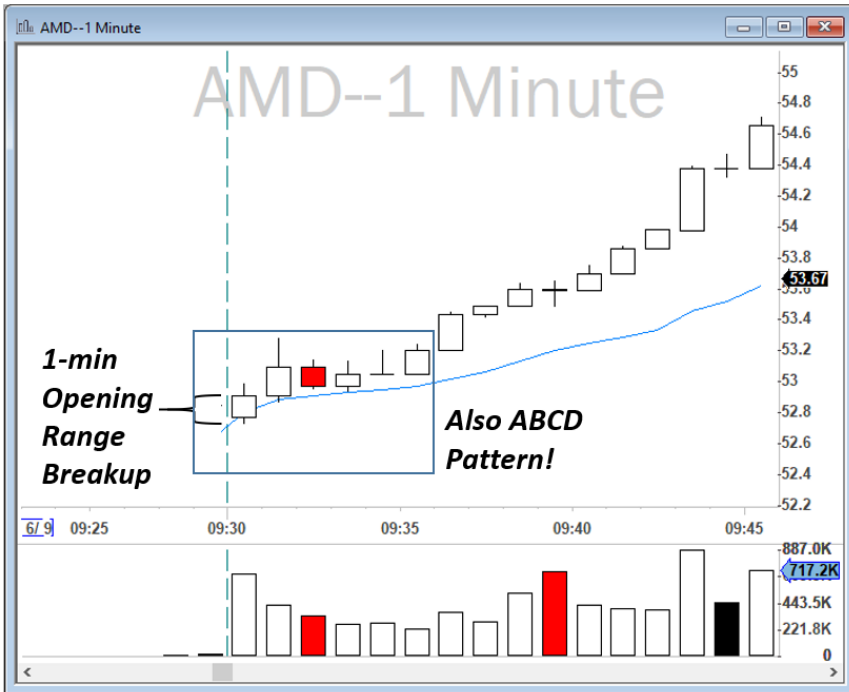 AMD--1 Minute
AMD--1 Minute
55
54.8
54.6
54.4
54.2
54
53.8
53.67
53.4
53.2
53
52.8
52.6
52.4
52.2
1-min
Opening
Range
Breakup
Also ABCD
Pattern!
6/ 9 09:25 09:30 09:35 09:40 09:45
887.0K
717.2K
443.5K
221.8K
0